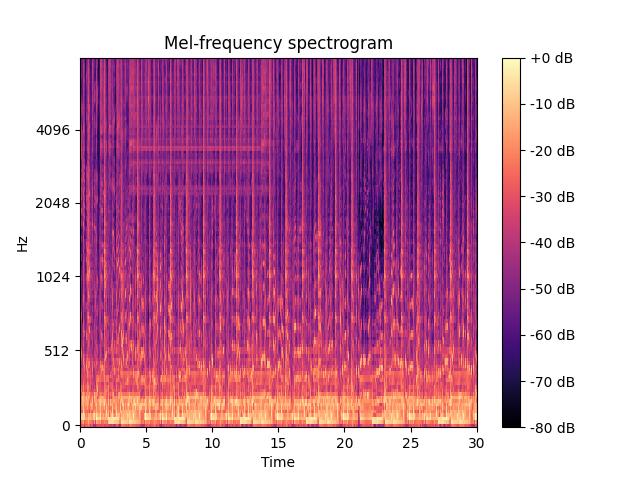 Mel-frequency spectrogram
Hz
4096
2048
1024
512
0
0 5 10 15 20 25 30
Time
+0 dB
-10 dB
-20 dB
-30 dB
-40 dB
-50 dB
-60 dB
-70 dB
-80 dB